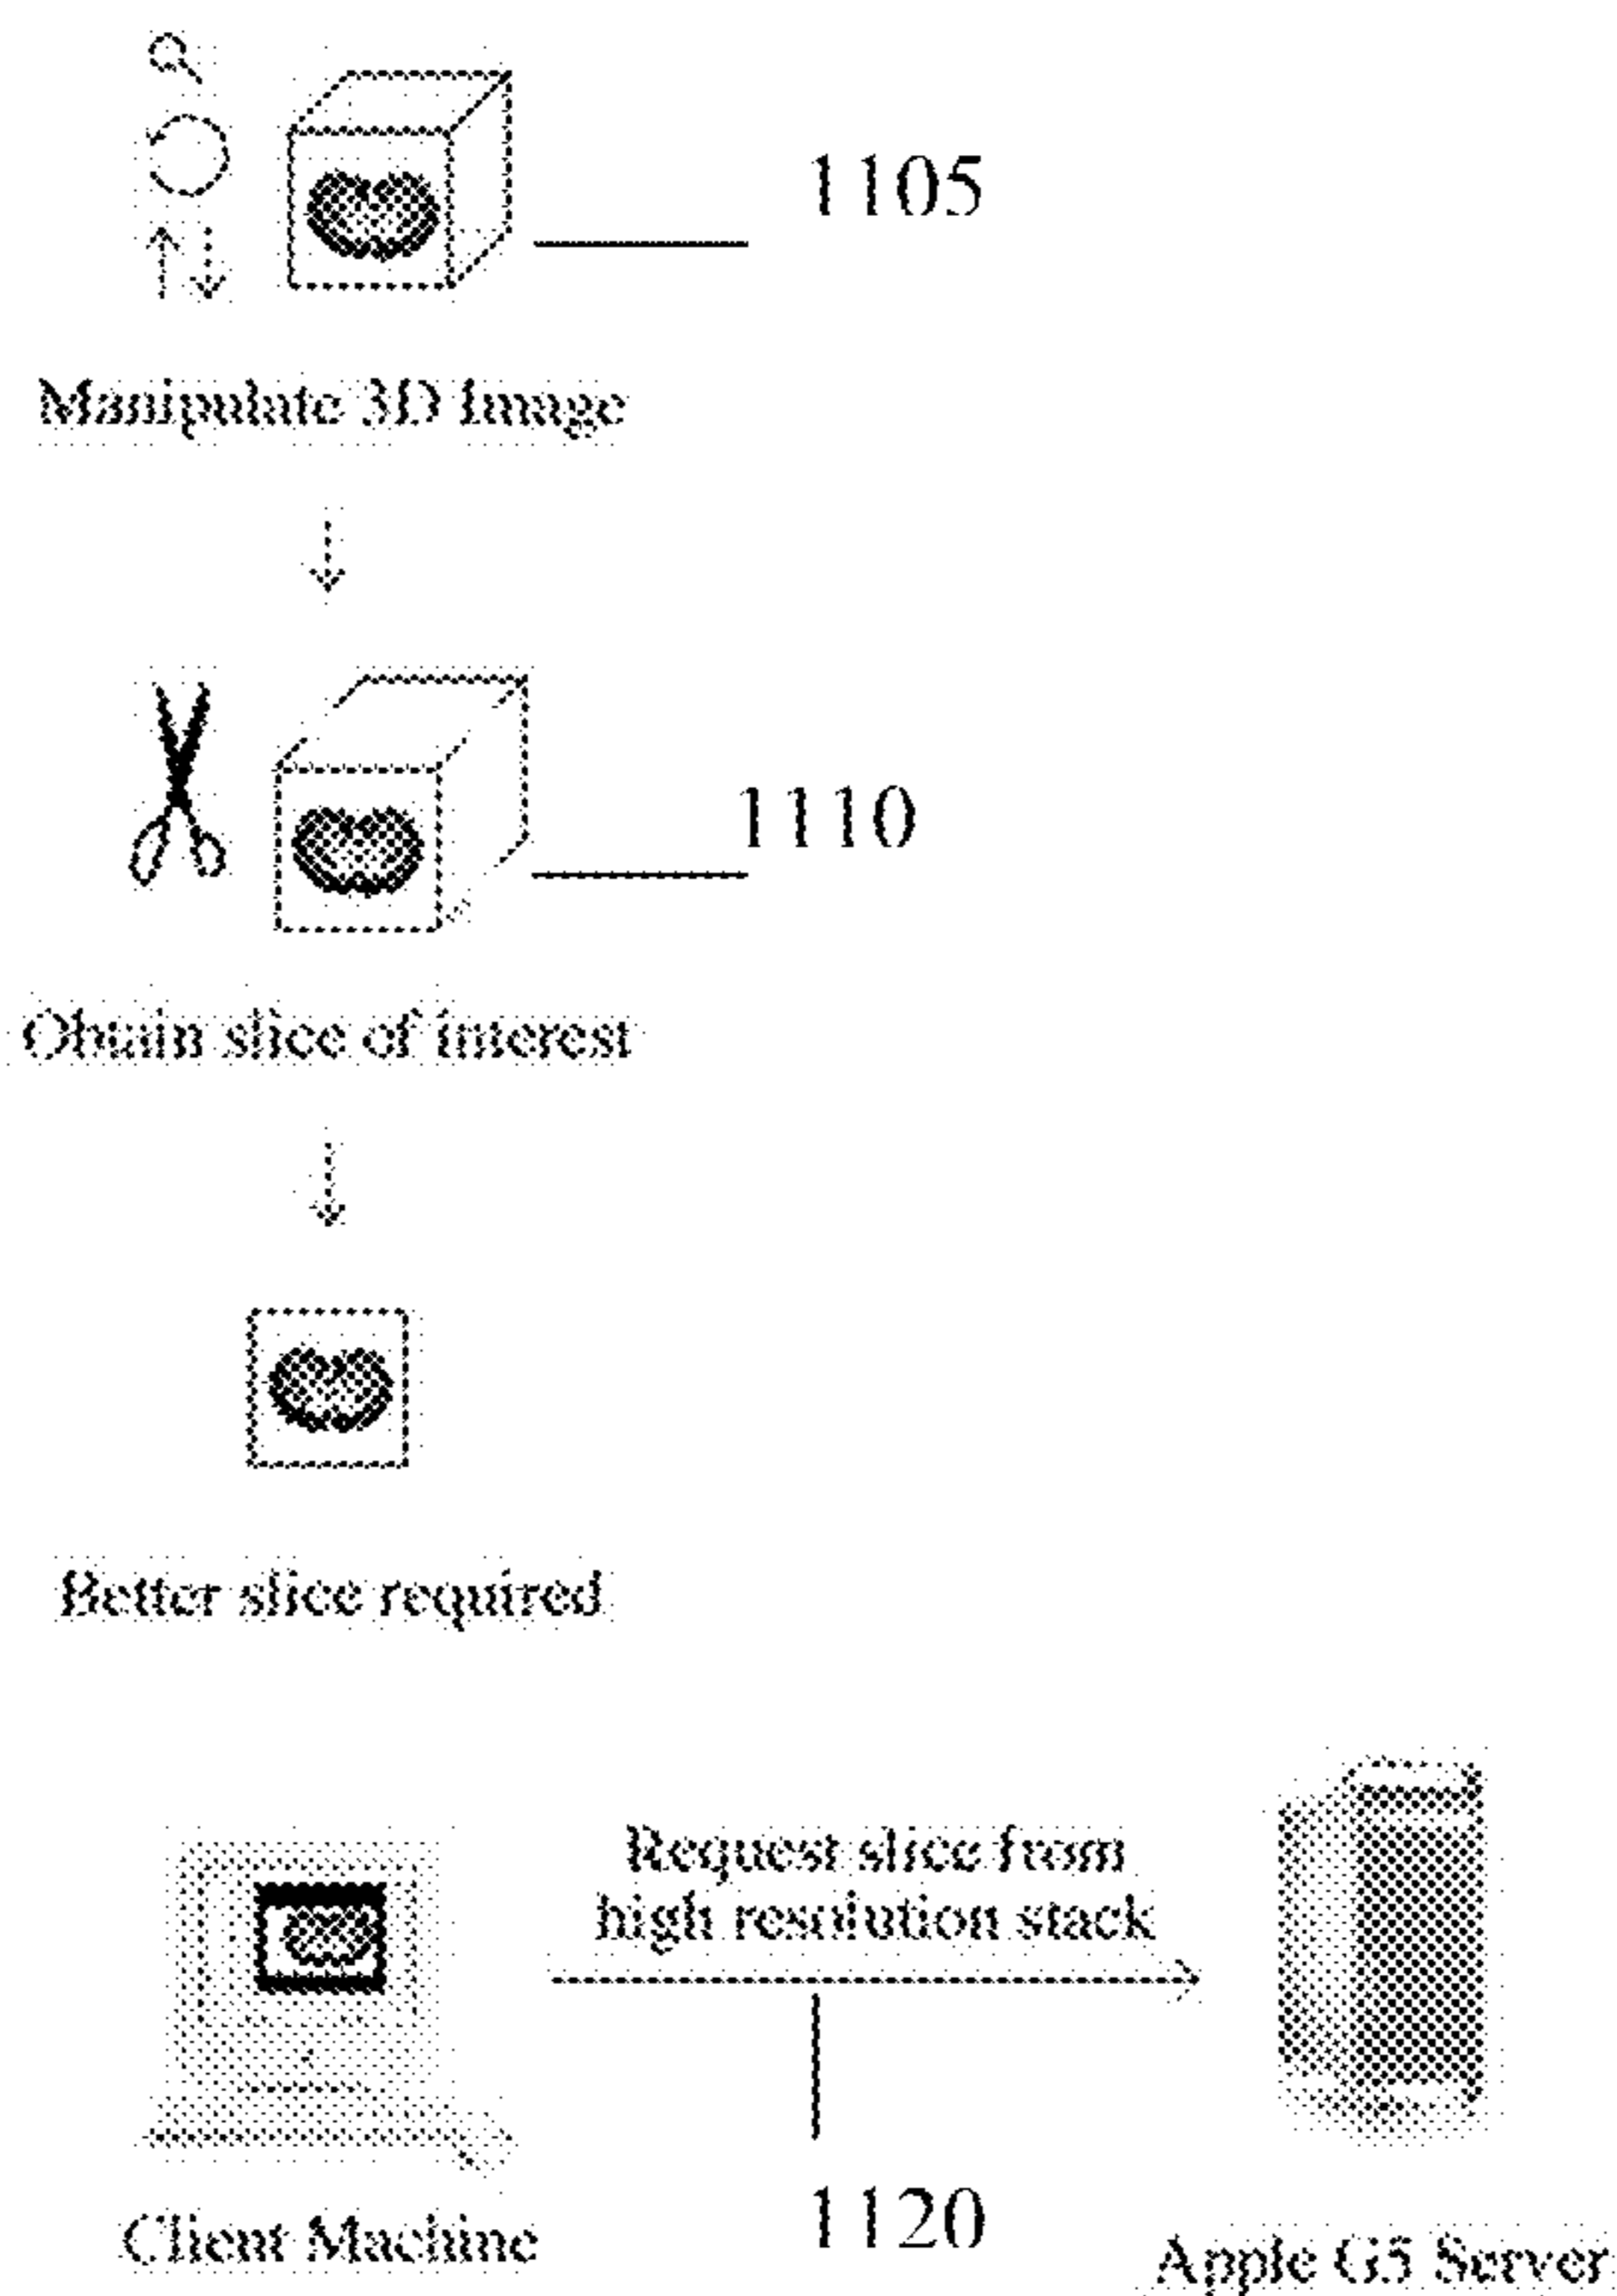 1105
Manipulate 3D Image
1110
Obtain slice of interest
Better slice required
Request slice from
high resolution stack
Client Machine
1120
Apple G5 Server